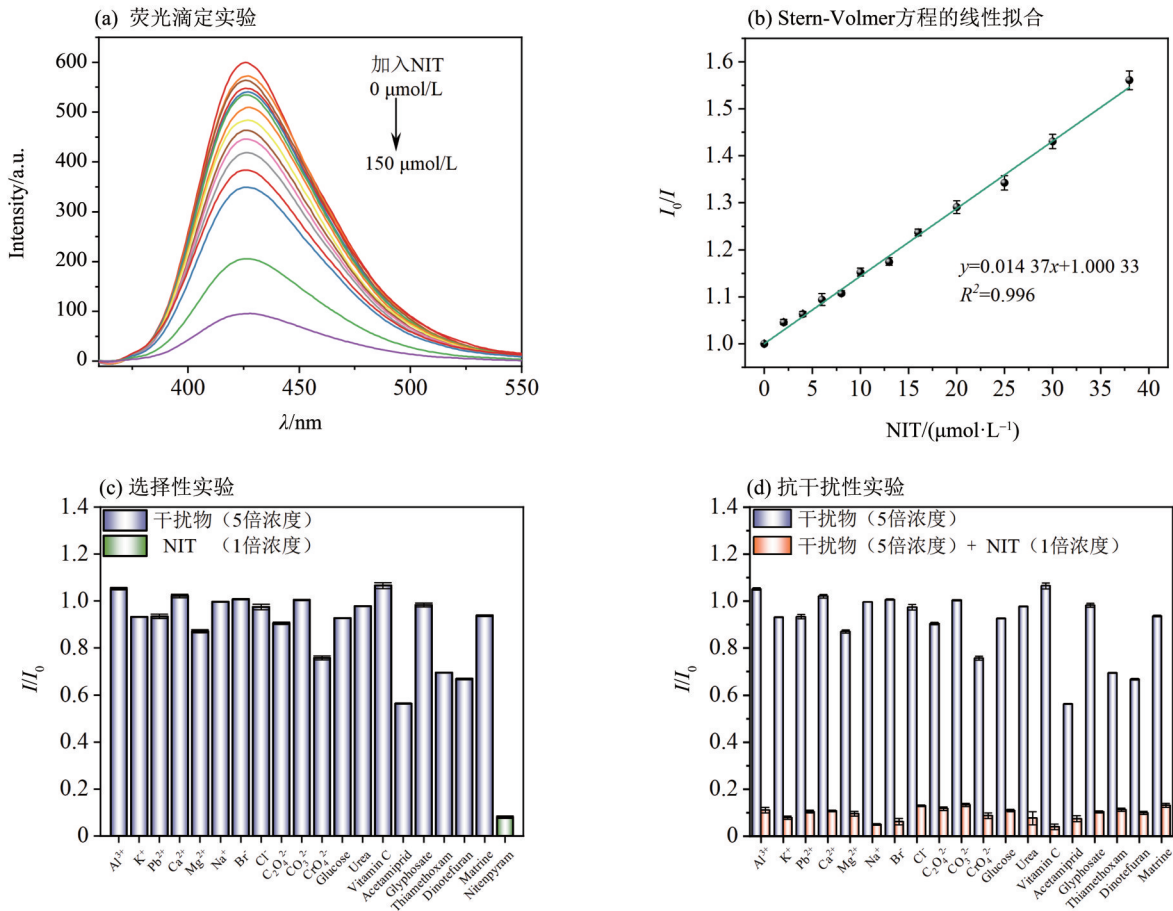 (a) 荧光滴定实验
加入NIT
0 μmol/L
150 μmol/L
Intensity/a.u.
600
500
400
300
200
100
0
400
450
500
550
λ/nm
(b) Stern-Volmer方程的线性拟合
I₀/I
1.6
1.5
1.4
1.3
1.2
1.1
1.0
y=0.014 37x+1.000 33
R²=0.996
0
5
10
15
20
25
30
35
40
NIT/(μmol·L⁻¹)
(c) 选择性实验
干扰物（5倍浓度）
NIT （1倍浓度）
I/I₀
1.4
1.2
1.0
0.8
0.6
0.4
0.2
0
Al³⁺
K⁺
Pb²⁺
Ca²⁺
Mg²⁺
Na⁺
Br⁻
Cl⁻
C₂O₄²⁻
CO₃²⁻
CrO₄²⁻
Glucose
Urea
Vitamin C
Acetamiprid
Glyphosate
Thiamethoxam
Dinotefuran
Matrine
Nitenpyram
(d) 抗干扰性实验
干扰物（5倍浓度）
干扰物（5倍浓度）+ NIT（1倍浓度）
I/I₀
1.4
1.2
1.0
0.8
0.6
0.4
0.2
0
Al³⁺
K⁺
Pb²⁺
Ca²⁺
Mg²⁺
Na⁺
Br⁻
Cl⁻
C₂O₄²⁻
CO₃²⁻
CrO₄²⁻
Glucose
Urea
Vitamin C
Acetamiprid
Glyphosate
Thiamethoxam
Dinotefuran
Matrine